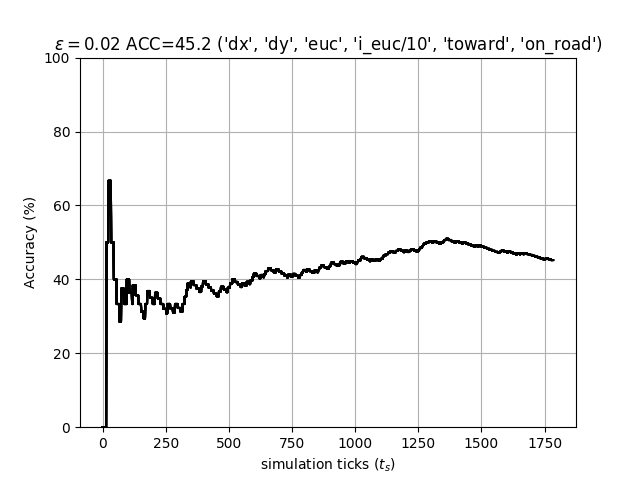 ε = 0.02 ACC=45.2 ('dx', 'dy', 'euc', 'i_euc/10', 'toward', 'on_road')
100
80
60
40
20
0
Accuracy (%)
0 250 500 750 1000 1250 1500 1750
simulation ticks (tₛ)